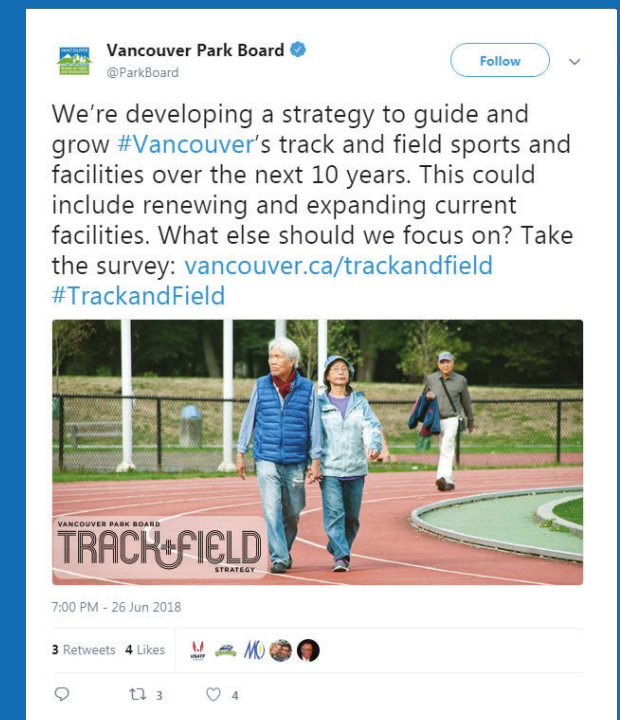 Vancouver Park Board
@ParkBoard
Follow
We’re developing a strategy to guide and
grow #Vancouver’s track and field sports and
facilities over the next 10 years. This could
include renewing and expanding current
facilities. What else should we focus on? Take
the survey: vancouver.ca/trackandfield
#TrackandField
VANCOUVER PARK BOARD
TRACK+FIELD
STRATEGY
7:00 PM - 26 Jun 2018
3 Retweets 4 Likes
USATF
3 4